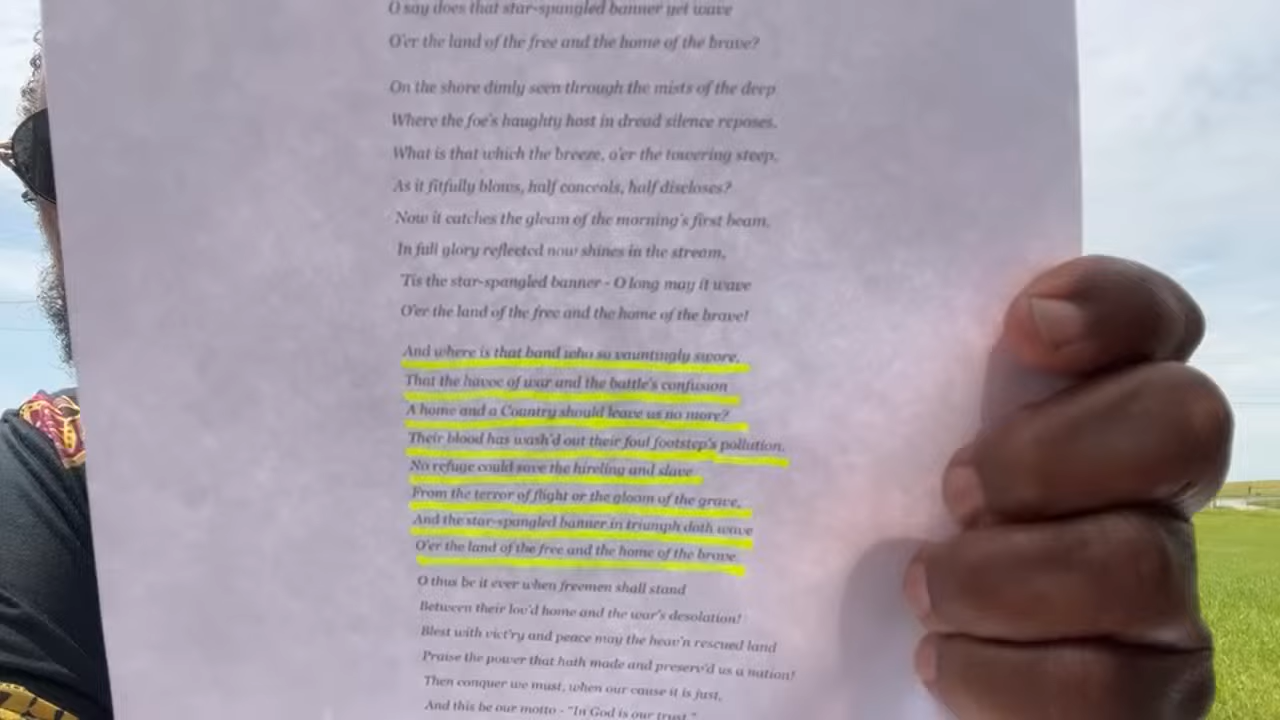 O say does that star-spangled banner yet wave
O'er the land of the free and the home of the brave?
On the shore dimly seen through the mists of the deep
Where the foe's haughty host in dread silence reposes,
What is that which the breeze, o'er the towering steep,
As it fitfully blows, half conceals, half discloses?
Now it catches the gleam of the morning's first beam,
In full glory reflected now shines in the stream,
'Tis the star-spangled banner - O long may it wave
O'er the land of the free and the home of the brave!
And where is that band who so vauntingly swore,
That the havoc of war and the battle's confusion
A home and a Country should leave us no more?
Their blood has wash'd out their foul footstep's pollution.
No refuge could save the hireling and slave
From the terror of flight or the gloom of the grave,
And the star-spangled banner in triumph doth wave
O'er the land of the free and the home of the brave.
O thus be it ever when freemen shall stand
Between their lov'd home and the war's desolation!
Blest with vict'ry and peace may the heav'n rescued land
Praise the power that hath made and preserv'd us a nation!
Then conquer we must, when our cause it is just,
And this be our motto - "In God is our trust,"